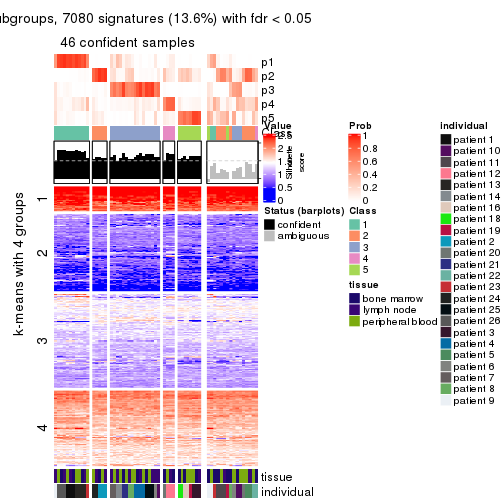 ubgroups, 7080 signatures (13.6%) with fdr < 0.05
46 confident samples
p1
p2
p3
p4
p5
Class
k-means with 4 groups
1
2
3
4
tissue
individual
Silhouette
score
Value
2.5
2
1.5
1
0.5
0
Status (barplots)
confident
ambiguous
Prob
1
0.8
0.6
0.4
0.2
0
Class
1
2
3
4
5
tissue
bone marrow
lymph node
peripheral blood
individual
patient 1
patient 10
patient 11
patient 12
patient 13
patient 14
patient 16
patient 18
patient 19
patient 2
patient 20
patient 21
patient 22
patient 23
patient 24
patient 25
patient 26
patient 3
patient 4
patient 5
patient 6
patient 7
patient 8
patient 9